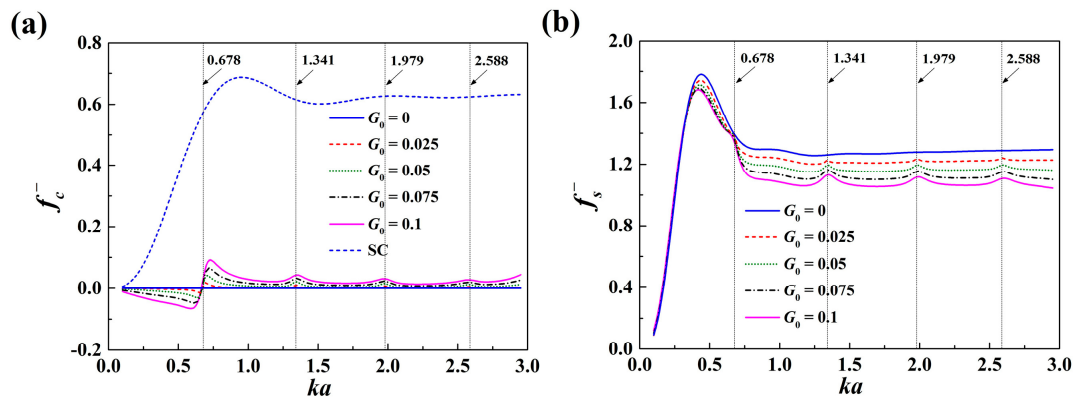 (a)
0.8
0.6
0.4
0.2
0.0
-0.2
f_c^-
0.678
1.341
1.979
2.588
G₀ = 0
G₀ = 0.025
G₀ = 0.05
G₀ = 0.075
G₀ = 0.1
SC
0.0 0.5 1.0 1.5 2.0 2.5 3.0
ka
(b)
2.0
1.6
1.2
0.8
0.4
0.0
f_s^-
0.678
1.341
1.979
2.588
G₀ = 0
G₀ = 0.025
G₀ = 0.05
G₀ = 0.075
G₀ = 0.1
0.0 0.5 1.0 1.5 2.0 2.5 3.0
ka